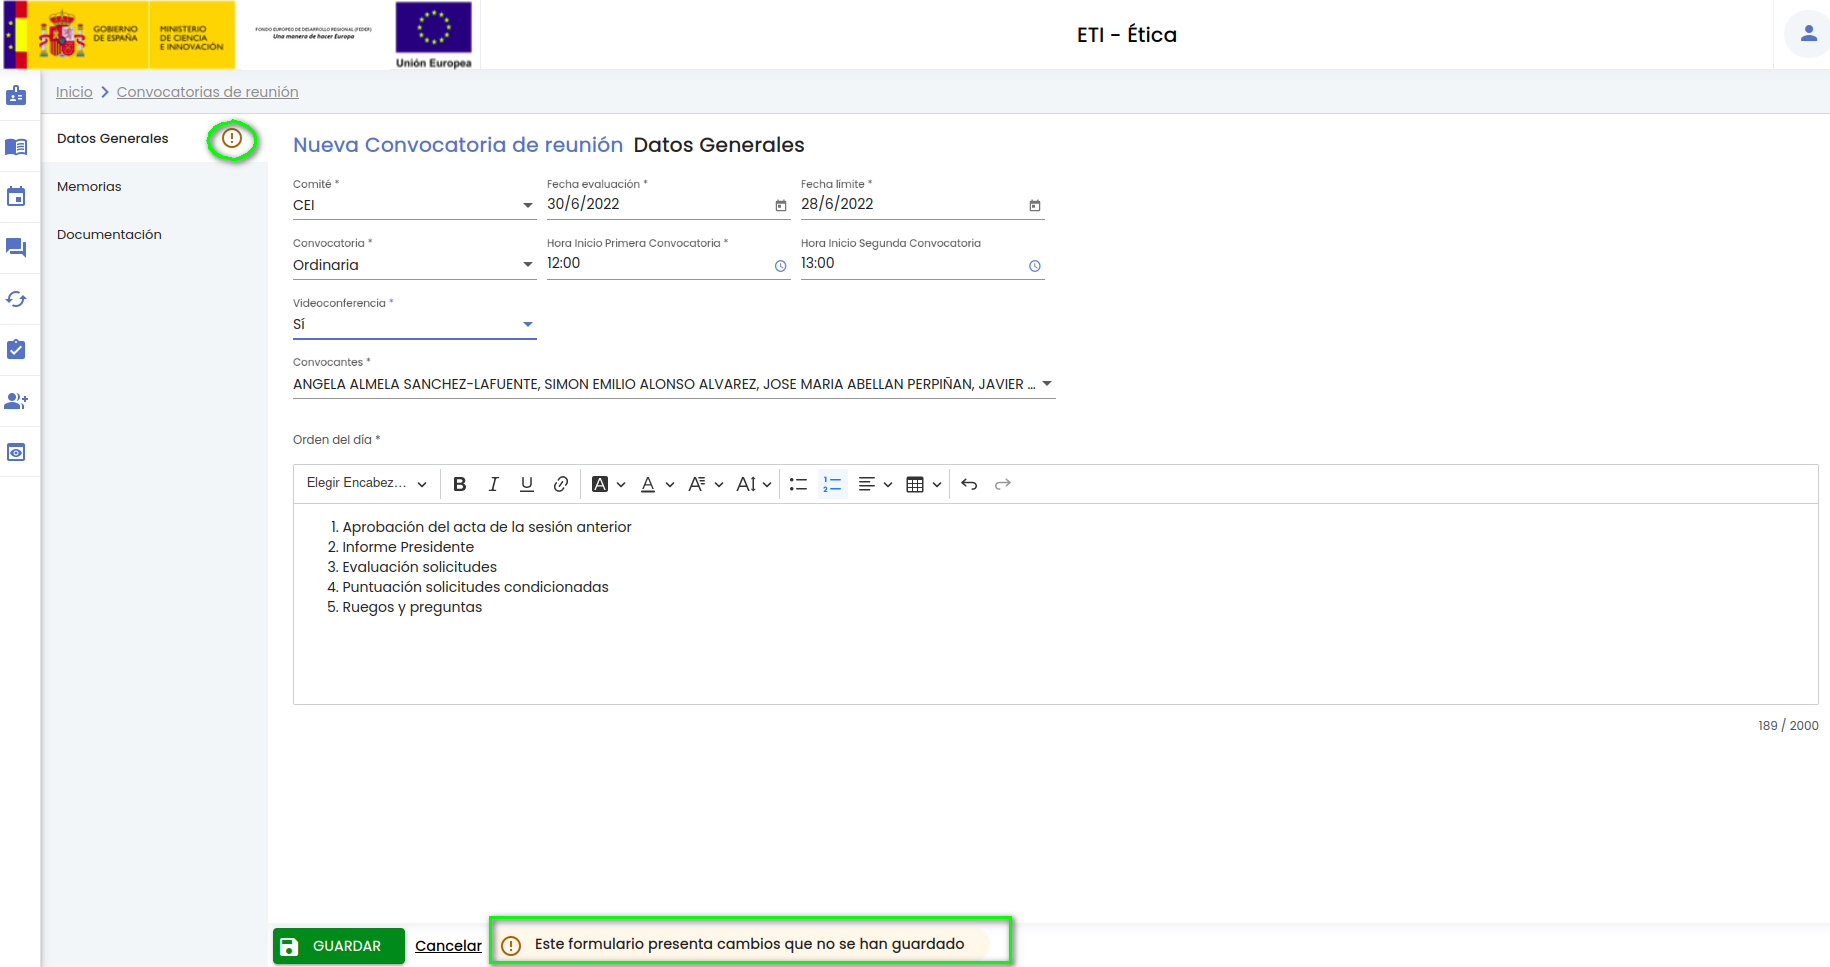 GOBIERNO
DE ESPAÑA
MINISTERIO
DE CIENCIA
E INNOVACIÓN
FONDO EUROPEO DE DESARROLLO REGIONAL (FEDER)
Una manera de hacer Europa
Unión Europea
ETI - Ética
Inicio
Convocatorias de reunión
Datos Generales
Memorias
Documentación
Nueva Convocatoria de reunión Datos Generales
Comité * Fecha evaluación * Fecha límite *
CEI 30/6/2022 28/6/2022
Convocatoria * Hora Inicio Primera Convocatoria * Hora Inicio Segunda Convocatoria
Ordinaria 12:00 13:00
Videoconferencia *
Sí
Convocantes *
ANGELA ALMELA SANCHEZ-LAFUENTE, SIMON EMILIO ALONSO ALVAREZ, JOSE MARIA ABELLAN PERPIÑAN, JAVIER ...
Orden del día *
Elegir Encabez...
1. Aprobación del acta de la sesión anterior
2. Informe Presidente
3. Evaluación solicitudes
4. Puntuación solicitudes condicionadas
5. Ruegos y preguntas
189 / 2000
GUARDAR Cancelar Este formulario presenta cambios que no se han guardado